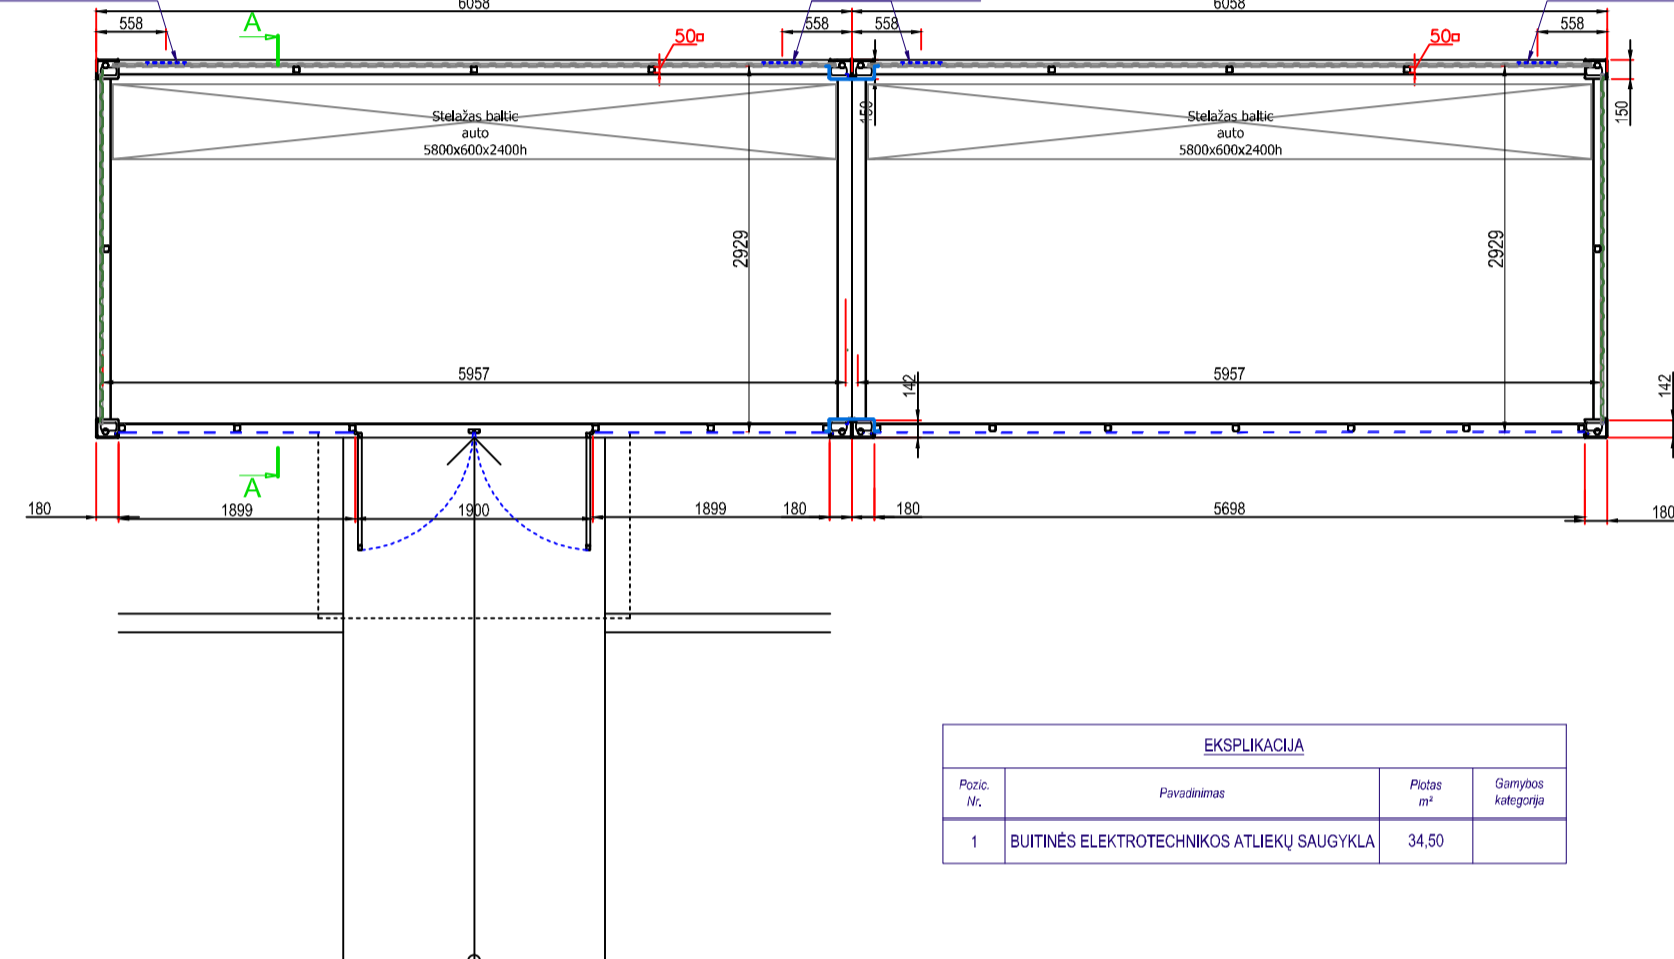 6058
6058
558
558
558
558
A
50
50
150
150
Stelažas baltic
auto
5800x600x2400h
Stelažas baltic
auto
5800x600x2400h
2929
2929
5957
5957
142
142
A
180
1899
1900
1899
180
180
5698
180
EKSPLIKACIJA
Pozic.
Nr.
Pavadinimas
Plotas
m²
Gamybos
kategorija
1
BUITINĖS ELEKTROTECHNIKOS ATLIEKŲ SAUGYKLA
34,50